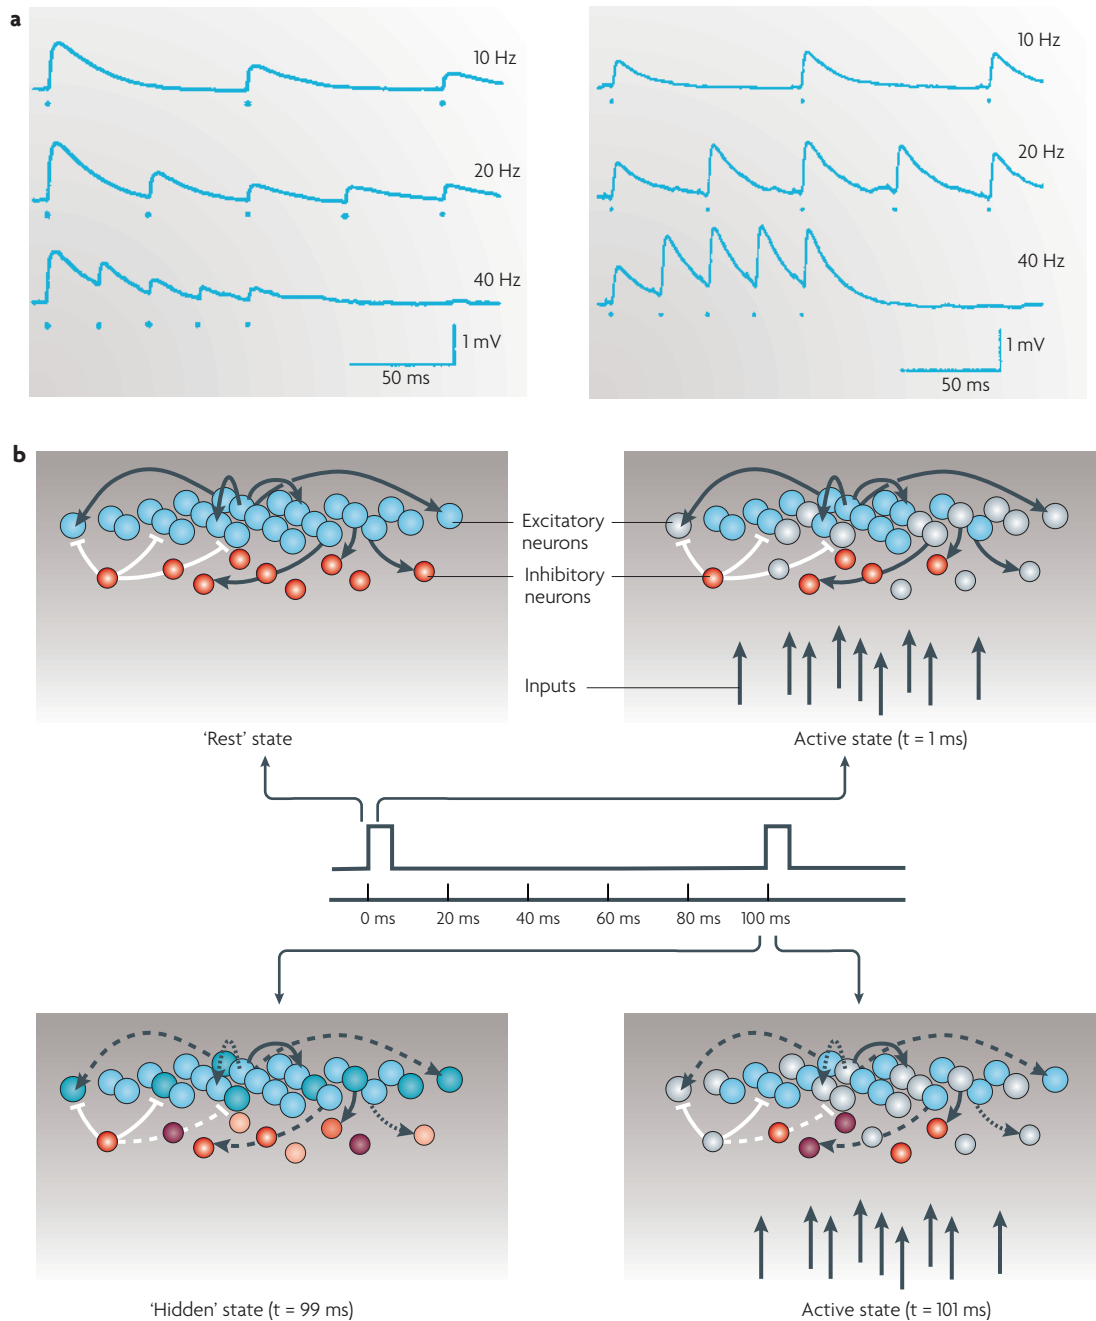 a
10 Hz
20 Hz
40 Hz
1 mV
50 ms
10 Hz
20 Hz
40 Hz
1 mV
50 ms
b
Excitatory
neurons
Inhibitory
neurons
Inputs
'Rest' state
Active state (t = 1 ms)
0 ms
20 ms
40 ms
60 ms
80 ms
100 ms
'Hidden' state (t = 99 ms)
Active state (t = 101 ms)